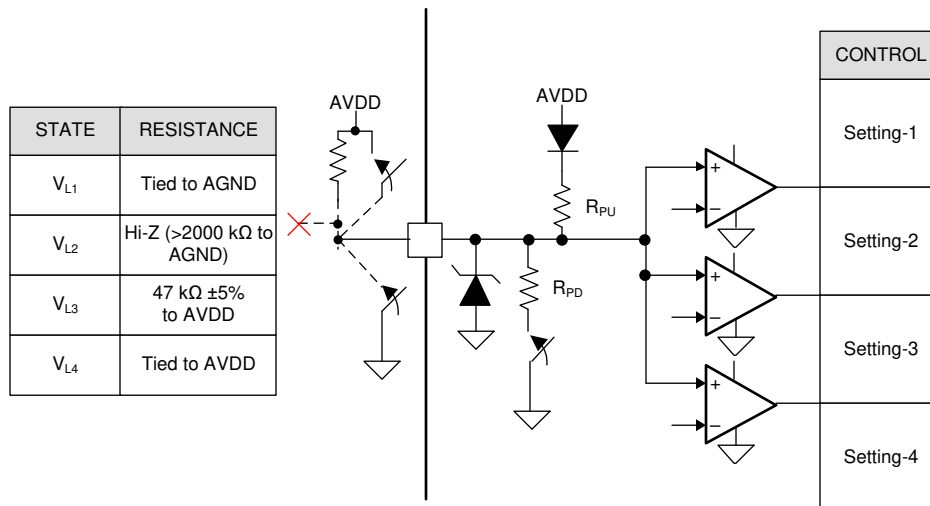 STATE RESISTANCE
V_L1 Tied to AGND
V_L2 Hi-Z (>2000 kΩ to
AGND)
V_L3 47 kΩ ±5%
to AVDD
V_L4 Tied to AVDD
AVDD
AVDD
R_PU
R_PD
+
−
+
−
+
−
CONTROL
Setting-1
Setting-2
Setting-3
Setting-4